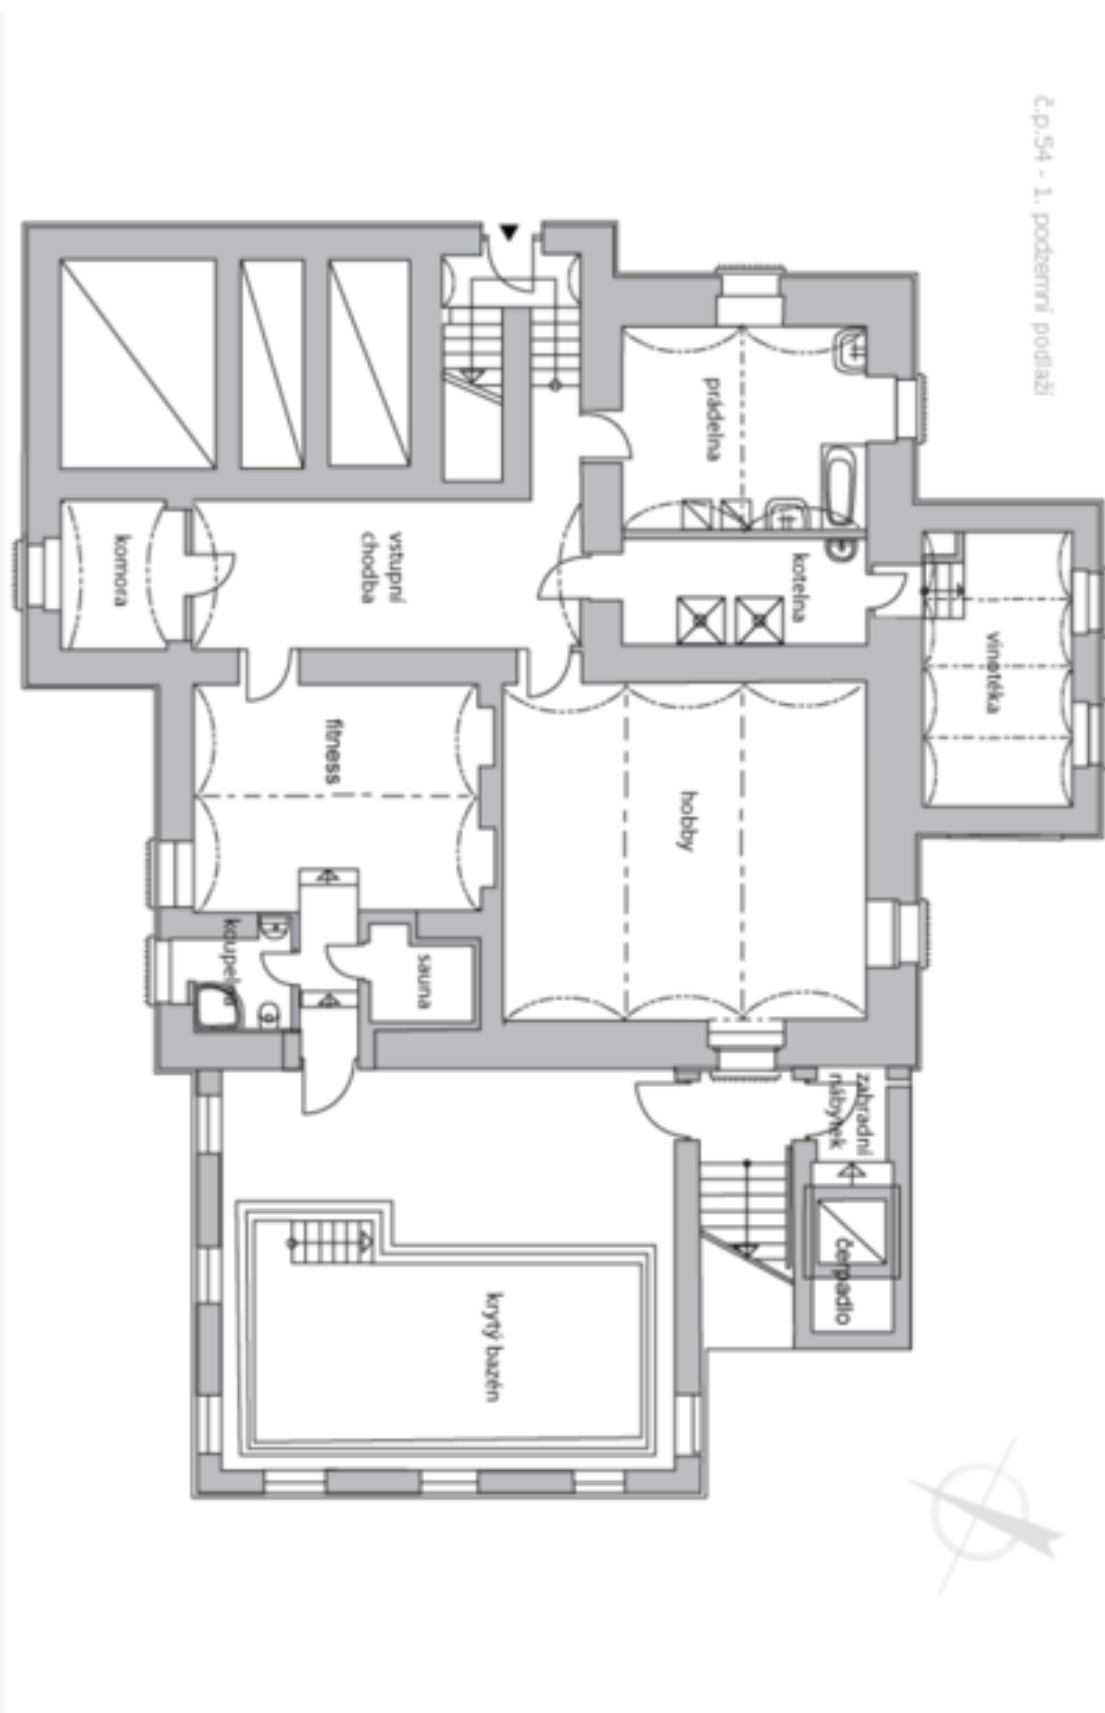 č.p.54 - 1. podzemní podlaží
prádelna
kotelna
vinotéka
vstupní
chodba
komora
hobby
fitness
sauna
koupelna
zahradní
nábytek
čerpadlo
krytý bazén